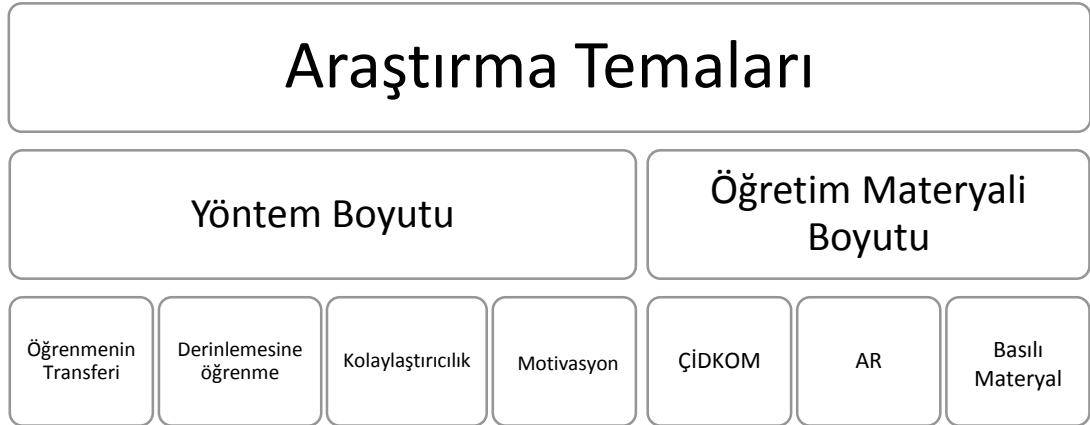 Araştırma Temaları
Yöntem Boyutu
Öğretim Materyali
Boyutu
Öğrenmenin
Transferi
Derinlemesine
öğrenme
Kolaylaştırıcılık
Motivasyon
ÇİDKOM
AR
Basılı
Materyal